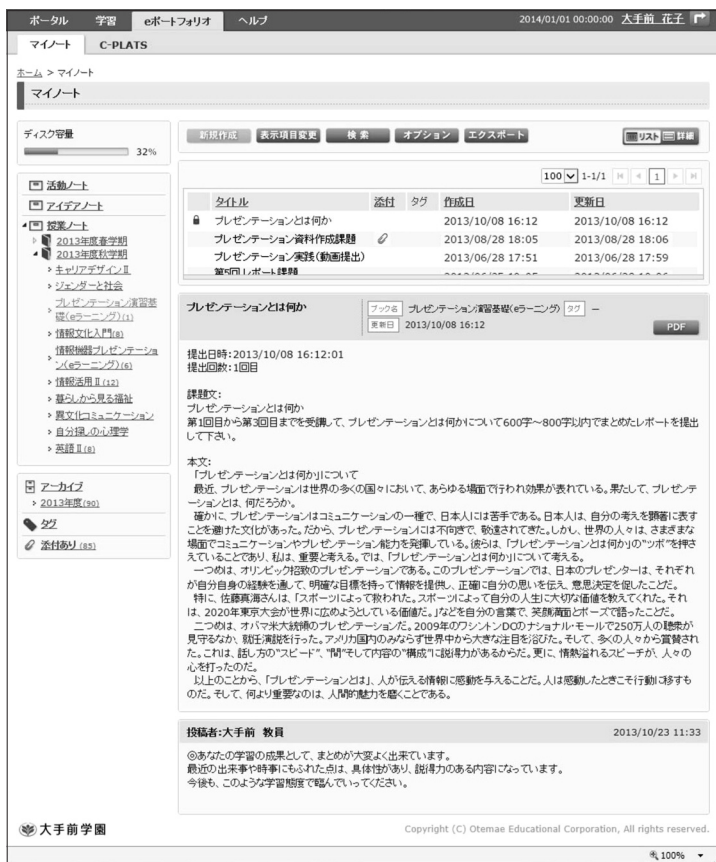 ポータル 学習 eポートフォリオ ヘルプ 2014/01/01 00:00:00 大手前 花子
マイノート C-PLATS
ホーム > マイノート
マイノート
ディスク容量
32%
新規作成 表示項目変更 検索 オプション エクスポート リスト 詳細
100 1-1/1 1
タイトル 添付 タグ 作成日 更新日
プレゼンテーションとは何か 2013/10/08 16:12 2013/10/08 16:12
プレゼンテーション資料作成課題 2013/08/28 18:05 2013/08/28 18:06
プレゼンテーション実践(動画提出) 2013/06/28 17:51 2013/06/28 17:59
第5回レポート課題
活動ノート
アイデアノート
授業ノート
2013年度春学期
2013年度秋学期
キャリアデザインⅡ
ジェンダーと社会
プレゼンテーション演習基
礎(eラーニング)(1)
情報文化入門(8)
情報機器プレゼンテーショ
ン(eラーニング)(6)
情報活用Ⅱ(12)
暮らしから見る福祉
異文化コミュニケーション
自分探しの心理学
英語Ⅱ(8)
アーカイブ
2013年度(90)
タグ
添付あり(85)
プレゼンテーションとは何か ブック名 プレゼンテーション演習基礎(eラーニング) タグ ー
更新日 2013/10/08 16:12 PDF
提出日時:2013/10/08 16:12:01
提出回数:1回目
課題文:
プレゼンテーションとは何か
第1回目から第3回目までを受講して、プレゼンテーションとは何かについて600字～800字以内でまとめたレポートを提出
して下さい。
本文:
「プレゼンテーションとは何か」について
最近、プレゼンテーションは世界の多くの国々において、あらゆる場面で行われ効果が表れている。果たして、プレゼンテ
ーションとは、何だろうか。
確かに、プレゼンテーションはコミュニケーションの一種で、日本人には苦手である。日本人は、自分の考えを顕著に表す
ことを避けた文化があった。だから、プレゼンテーションには不向きで、敬遠されてきた。しかし、世界の人々は、さまざまな
場面でコミュニケーションやプレゼンテーション能力を発揮している。彼らは、「プレゼンテーションとは何か」の"ツボ"を押さ
えていることであり、私は、重要と考える。では、「プレゼンテーションとは何か」について考える。
一つめは、オリンピック招致のプレゼンテーションである。このプレゼンテーションでは、日本のプレゼンターは、それぞれ
が自分自身の経験を通して、明確な目標を持って情報を提供し、正確に自分の思いを伝え、意思決定を促したことだ。
特に、佐藤真海さんは、「スポーツによって救われた。スポーツによって自分の人生に大切な価値を教えてくれた。それ
は、2020年東京大会が世界に広めようとしている価値だ。」などを自分の言葉で、笑顔満面とポーズで語ったことだ。
二つめは、オバマ米大統領のプレゼンテーションだ。2009年のワシントンDCのナショナル・モールで250万人の聴衆が
見守るなか、就任演説を行った。アメリカ国内のみならず世界中から大きな注目を浴びた。そして、多くの人々から賞賛され
た。これは、話し方の"スピード"、"間"そして内容の"構成"に説得力があるからだ。更に、情熱溢れるスピーチが、人々の
心を打ったのだ。
以上のことから、「プレゼンテーションとは」、人が伝える情報に感動を与えることだ。人は感動したときこそ行動に移すも
のだ。そして、何より重要なのは、人間的魅力を磨くことである。
投稿者:大手前 教員 2013/10/23 11:33
◎あなたの学習の成果として、まとめが大変よく出来ています。
最近の出来事や時事にもふれた点は、具体性があり、説得力のある内容になっています。
今後も、このような学習態度で臨んでいってください。
大手前学園 Copyright (C) Otemae Educational Corporation, All rights reserved.
100%